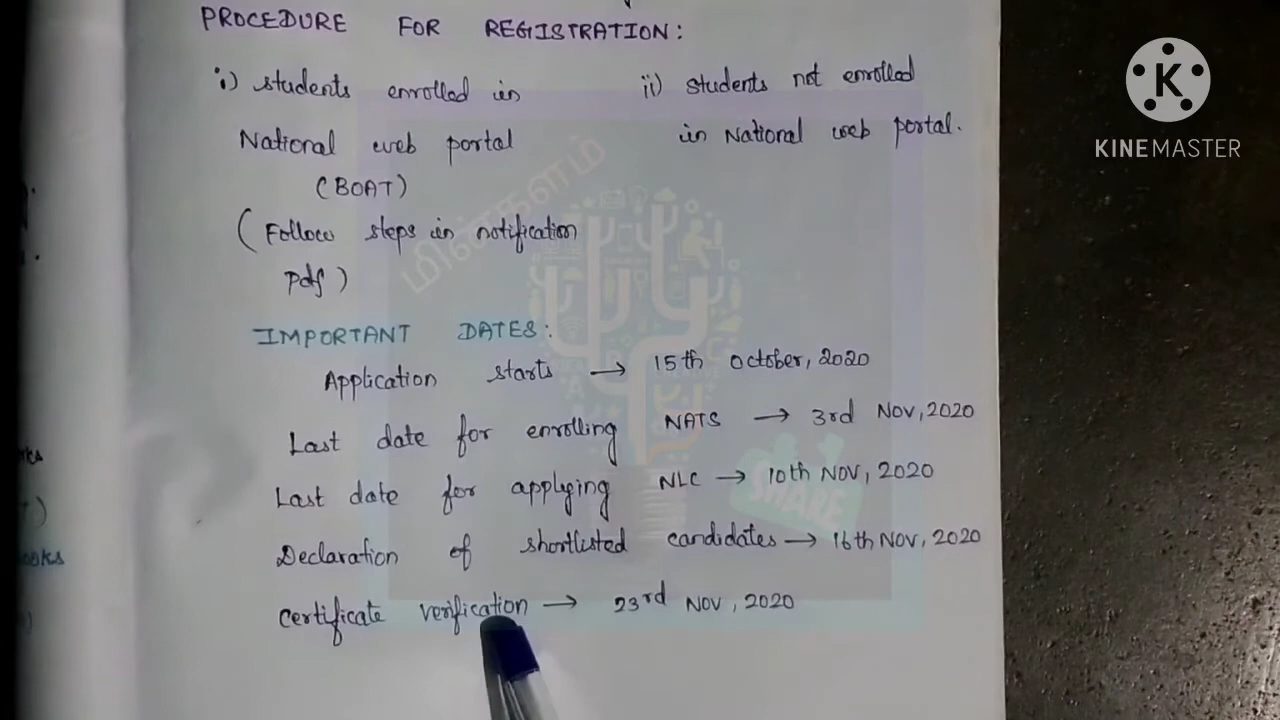 PROCEDURE FOR REGISTRATION:
i) students enrolled in
National web portal
(BOAT)
(Follow steps in notification
pdf)
ii) students not enrolled
in National web portal.
IMPORTANT DATES:
Application starts → 15th October, 2020
Last date for enrolling NATS → 3rd Nov, 2020
Last date for applying NLC → 10th Nov, 2020
Declaration of shortlisted candidates → 16th Nov, 2020
Certificate verification → 23rd Nov, 2020
K
KINEMASTER
மின்களம்
SHARE
ooks